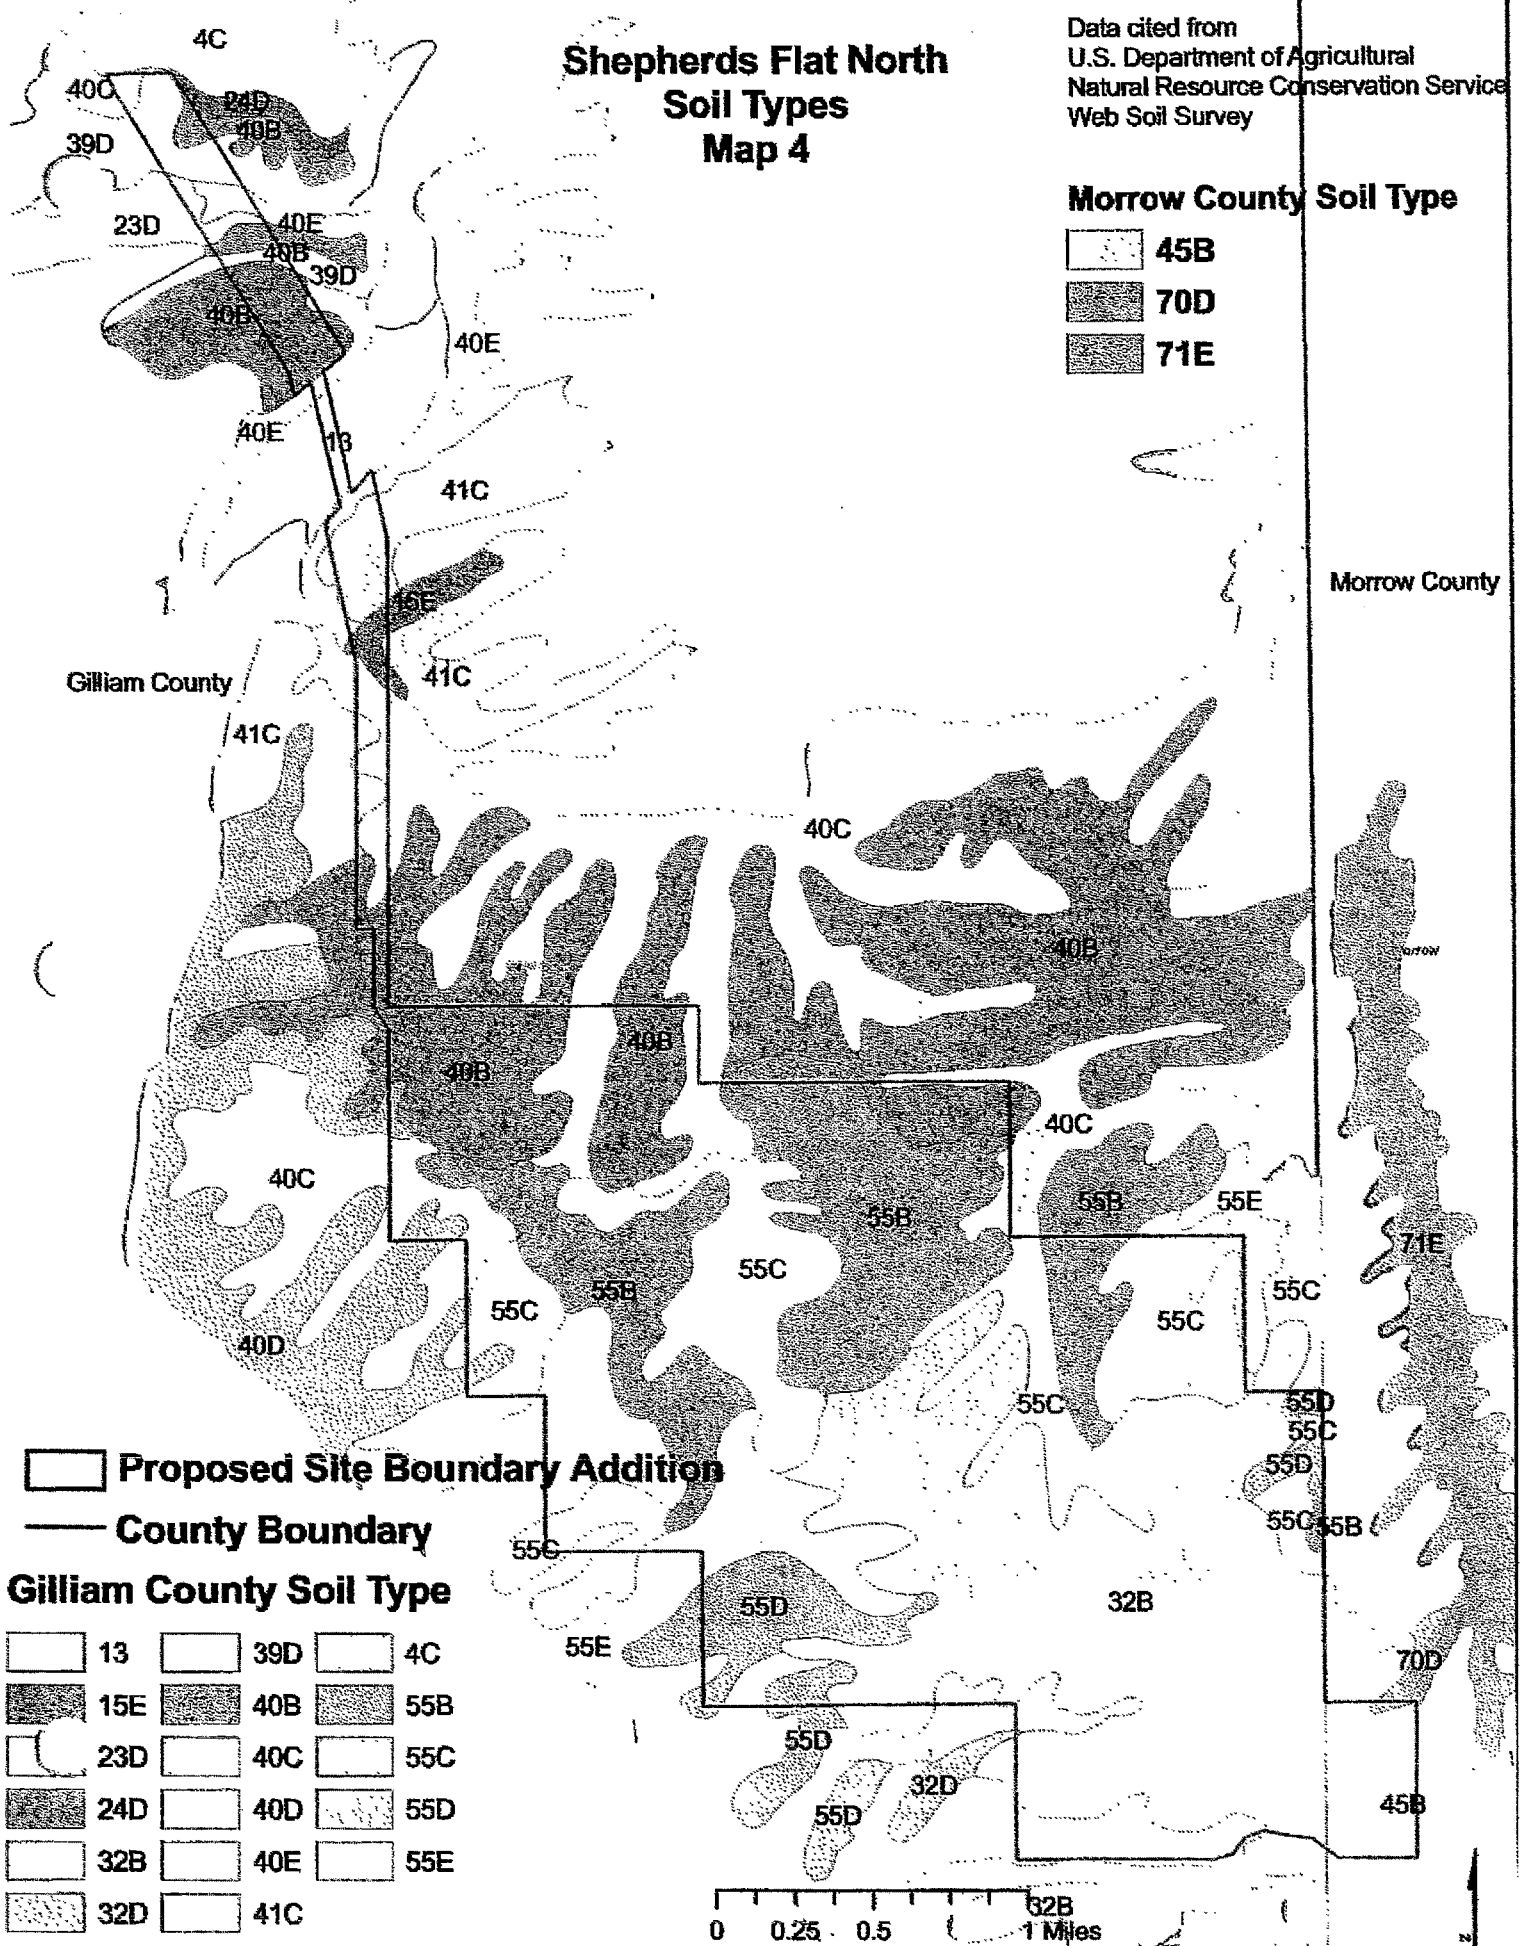 Shepherds Flat North
Soil Types
Map 4
Data cited from
U.S. Department of Agricultural
Natural Resource Conservation Service
Web Soil Survey
Morrow County Soil Type
45B
70D
71E
4C
40C
24D
40B
39D
23D
40E
40B
39D
40B
40E
40E
13
41C
15E
41C
Morrow County
Gilliam County
41C
40C
40B
40B
40B
40C
40C
55B
55B
55E
71E
55C
55B
55C
55C
55C
40D
55C
55D
55C
55D
55C
55B
55C
55D
32B
55E
70D
55D
32D
55D
45B
Proposed Site Boundary Addition
County Boundary
Gilliam County Soil Type
13 39D 4C
15E 40B 55B
23D 40C 55C
24D 40D 55D
32B 40E 55E
32D 41C
32B
0 0.25 0.5 1 Miles